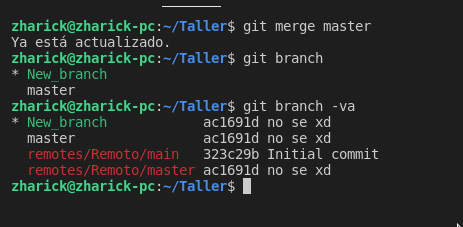 zharick@zharick-pc:~/Taller$ git merge master
Ya está actualizado.
zharick@zharick-pc:~/Taller$ git branch
* New_branch
  master
zharick@zharick-pc:~/Taller$ git branch -va
* New_branch            ac1691d no se xd
  master                ac1691d no se xd
  remotes/Remoto/main   323c29b Initial commit
  remotes/Remoto/master ac1691d no se xd
zharick@zharick-pc:~/Taller$